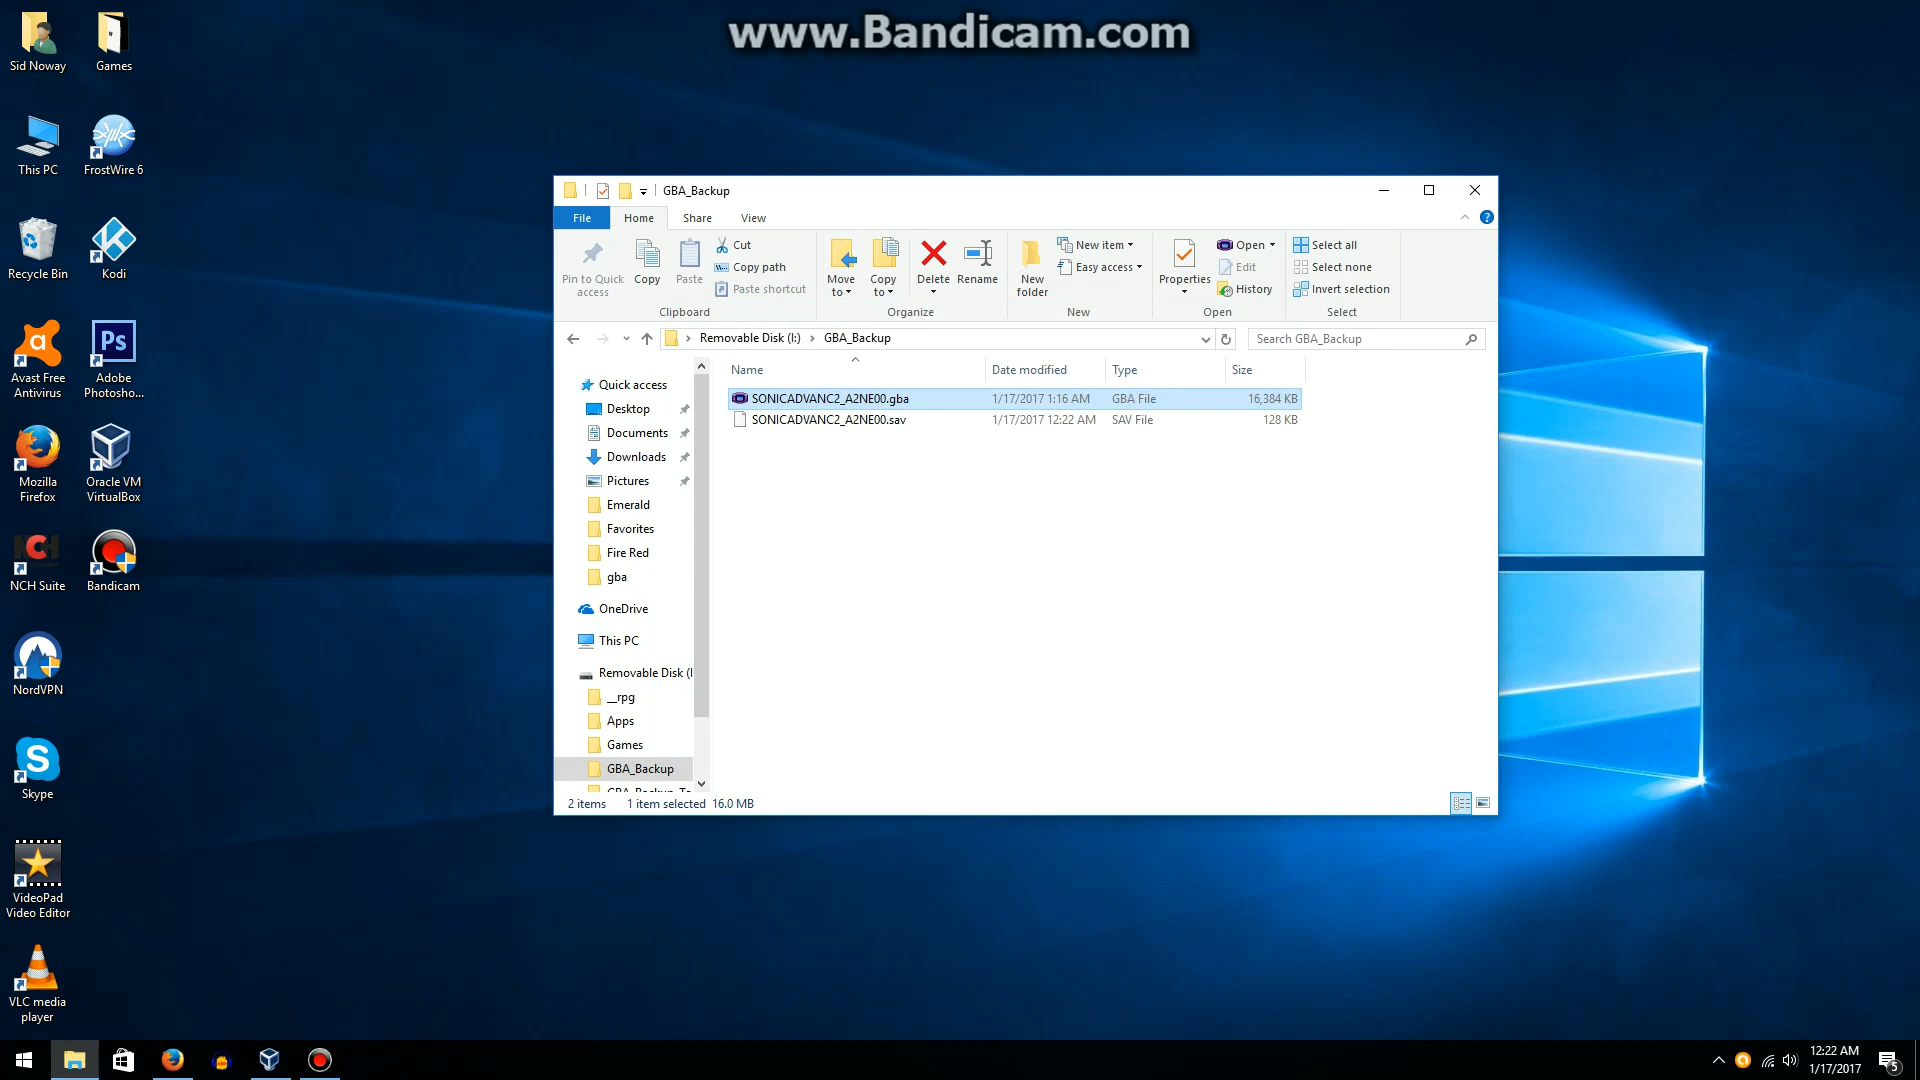 www.Bandicam.com
Sid Noway
Games
This PC
FrostWire 6
Recycle Bin
Kodi
Avast Free
Antivirus
Adobe
Photosho...
Mozilla
Firefox
Oracle VM
VirtualBox
NCH Suite
Bandicam
NordVPN
Skype
VideoPad
Video Editor
VLC media
player
GBA_Backup
File
Home
Share
View
Pin to Quick
access
Copy
Paste
Cut
Copy path
Paste shortcut
Clipboard
Move
to
Copy
to
Delete
Rename
Organize
New
folder
New item
Easy access
New
Properties
Open
Edit
History
Open
Select all
Select none
Invert selection
Select
Removable Disk (I:) > GBA_Backup
Search GBA_Backup
Name Date modified Type Size
SONICADVANC2_A2NE00.gba 1/17/2017 1:16 AM GBA File 16,384 KB
SONICADVANC2_A2NE00.sav 1/17/2017 12:22 AM SAV File 128 KB
Quick access
Desktop
Documents
Downloads
Pictures
Emerald
Favorites
Fire Red
gba
OneDrive
This PC
Removable Disk (I
__rpg
Apps
Games
GBA_Backup
2 items 1 item selected 16.0 MB
12:22 AM
1/17/2017
5